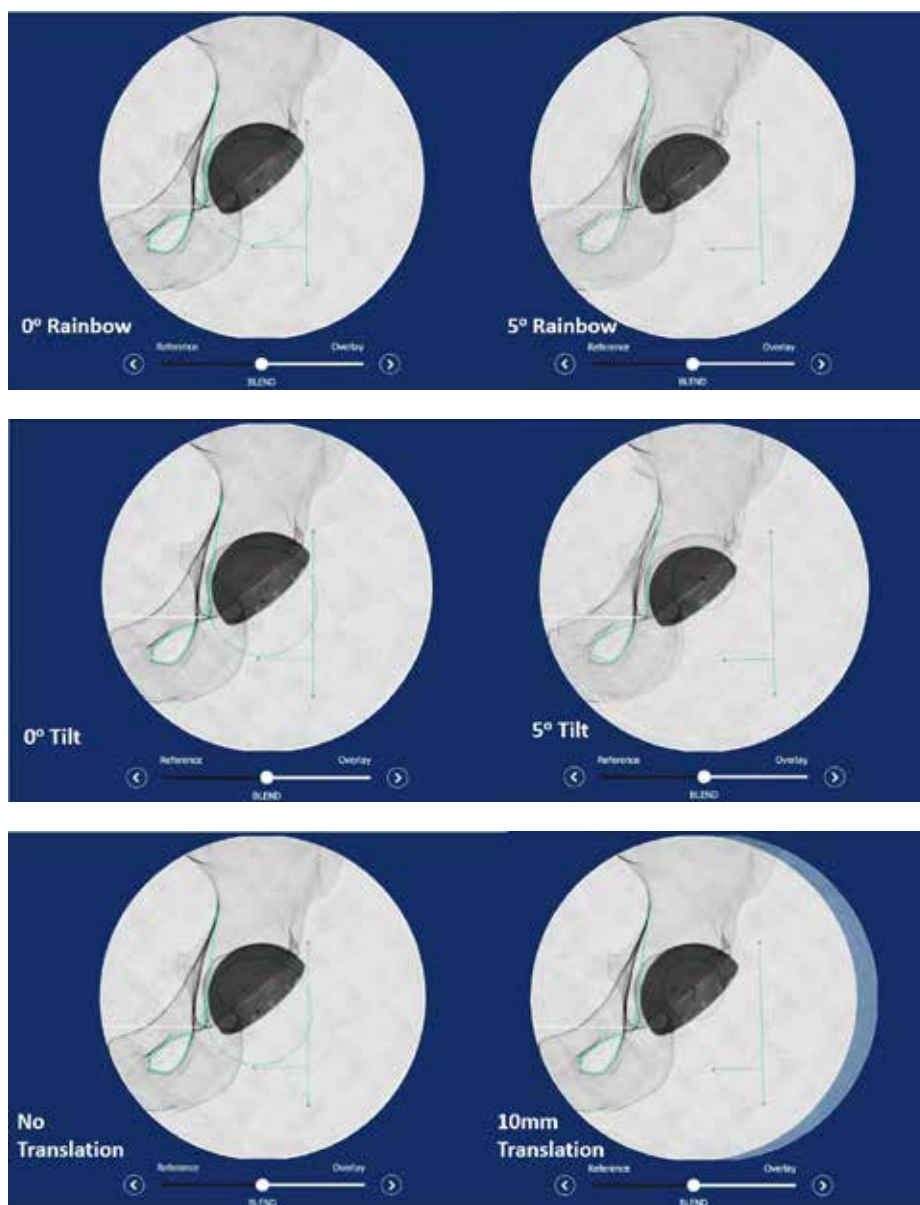 0° Rainbow
Reference
Overlay
BLEND
5° Rainbow
Reference
Overlay
BLEND
0° Tilt
Reference
Overlay
BLEND
5° Tilt
Reference
Overlay
BLEND
No
Translation
Reference
Overlay
BLEND
10mm
Translation
Reference
Overlay
BLEND